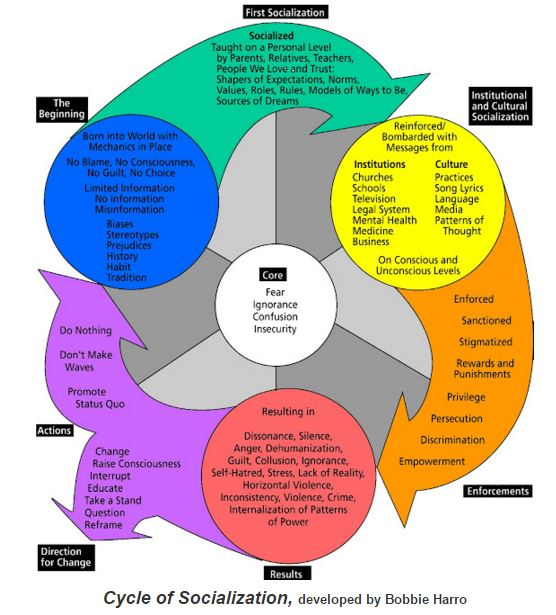 First Socialization
Socialized
Taught on a Personal Level
by Parents, Relatives, Teachers,
People We Love and Trust:
Shapers of Expectations, Norms,
Values, Roles, Rules, Models of Ways to Be,
Sources of Dreams
The
Beginning
Born into World with
Mechanics in Place
No Blame, No Consciousness,
No Guilt, No Choice
Limited Information
No Information
Misinformation
Biases
Stereotypes
Prejudices
History
Habit
Tradition
Institutional
and Cultural
Socialization
Reinforced/
Bombarded with
Messages from
Institutions
Churches
Schools
Television
Legal System
Mental Health
Medicine
Business
Culture
Practices
Song Lyrics
Language
Media
Patterns of
Thought
On Conscious and
Unconscious Levels
Core
Fear
Ignorance
Confusion
Insecurity
Enforced
Sanctioned
Stigmatized
Rewards and
Punishments
Privilege
Persecution
Discrimination
Empowerment
Enforcements
Resulting in
Dissonance, Silence,
Anger, Dehumanization,
Guilt, Collusion, Ignorance,
Self-Hatred, Stress, Lack of Reality,
Horizontal Violence,
Inconsistency, Violence, Crime,
Internalization of Patterns
of Power
Results
Do Nothing
Don't Make
Waves
Promote
Status Quo
Actions
Change
Raise Consciousness
Interrupt
Educate
Take a Stand
Question
Reframe
Direction
for Change
Cycle of Socialization, developed by Bobbie Harro